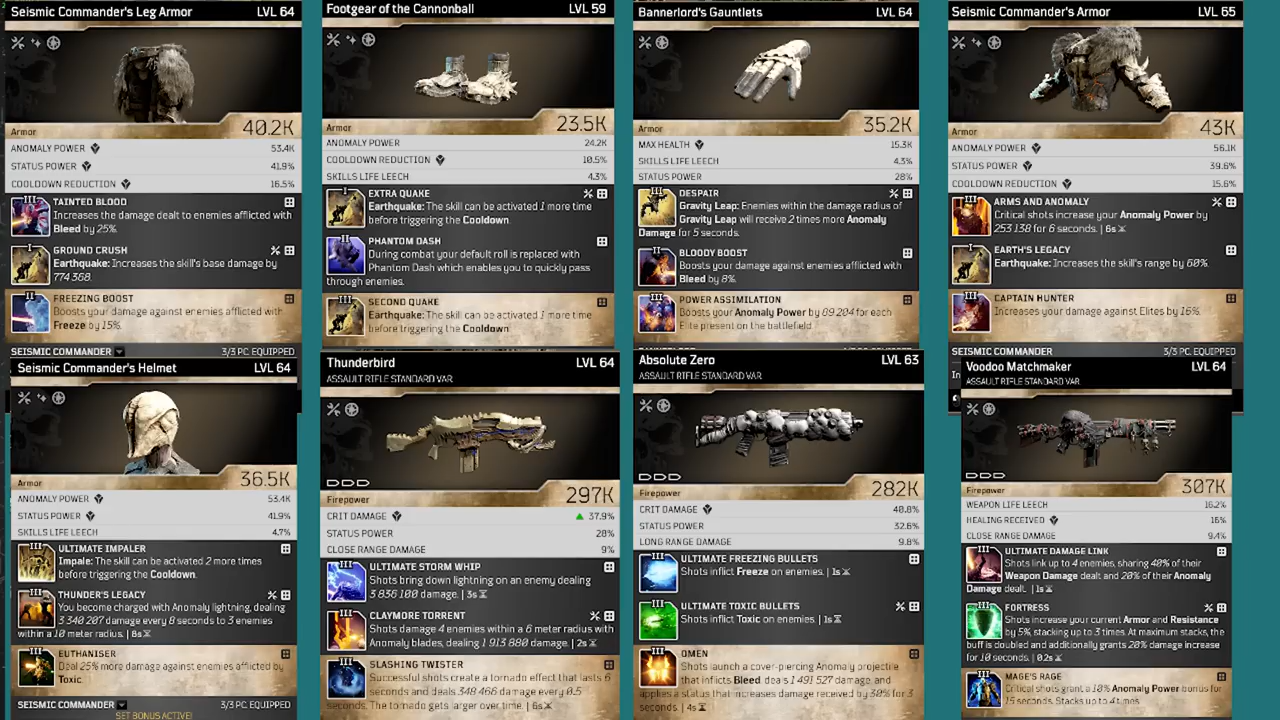 Seismic Commander's Leg Armor LVL 64
Armor 40.2K
ANOMALY POWER 53.4K
STATUS POWER 41.9%
COOLDOWN REDUCTION 16.5%
TAINTED BLOOD
Increases the damage dealt to enemies afflicted with
Bleed by 25%.
GROUND CRUSH
Earthquake: Increases the skill's base damage by
774 368.
FREEZING BOOST
Boosts your damage against enemies afflicted with
Freeze by 15%.
SEISMIC COMMANDER 3/3 PC. EQUIPPED
Footgear of the Cannonball LVL 59
Armor 23.5K
ANOMALY POWER 24.2K
COOLDOWN REDUCTION 10.5%
SKILLS LIFE LEECH 4.3%
EXTRA QUAKE
Earthquake: The skill can be activated 1 more time
before triggering the Cooldown.
PHANTOM DASH
During combat your default roll is replaced with
Phantom Dash which enables you to quickly pass
through enemies.
SECOND QUAKE
Earthquake: The skill can be activated 1 more time
before triggering the Cooldown.
Bannerlord's Gauntlets LVL 64
Armor 35.2K
MAX HEALTH 15.3K
SKILLS LIFE LEECH 4.3%
STATUS POWER 28%
DESPAIR
Gravity Leap: Enemies within the damage radius of
Gravity Leap will receive 2 times more Anomaly
Damage for 5 seconds.
BLOODY BOOST
Boosts your damage against enemies afflicted with
Bleed by 8%.
POWER ASSIMILATION
Boosts your Anomaly Power by 89 204 for each
Elite present on the battlefield.
Seismic Commander's Armor LVL 65
Armor 43K
ANOMALY POWER 56.1K
STATUS POWER 39.6%
COOLDOWN REDUCTION 15.6%
ARMS AND ANOMALY
Critical shots increase your Anomaly Power by
253 138 for 6 seconds. | 6s
EARTH'S LEGACY
Earthquake: Increases the skill's range by 60%.
CAPTAIN HUNTER
Increases your damage against Elites by 16%.
SEISMIC COMMANDER 3/3 PC. EQUIPPED
Seismic Commander's Helmet LVL 64
Armor 36.5K
ANOMALY POWER 53.4K
STATUS POWER 41.9%
SKILLS LIFE LEECH 4.7%
ULTIMATE IMPALER
Impale: The skill can be activated 2 more times
before triggering the Cooldown.
THUNDER'S LEGACY
You become charged with Anomaly lightning, dealing
3 340 207 damage every 8 seconds to 3 enemies
within a 10 meter radius | 8s
EUTHANISER
Deal 25% more damage against enemies afflicted by
Toxic.
SEISMIC COMMANDER 3/3 PC. EQUIPPED
SET BONUS ACTIVE!
Thunderbird LVL 64
ASSAULT RIFLE STANDARD VAR.
Firepower 297K
CRIT DAMAGE 37.9%
STATUS POWER 28%
CLOSE RANGE DAMAGE 9%
ULTIMATE STORM WHIP
Shots bring down lightning on an enemy dealing
3 836 100 damage. | 3s
CLAYMORE TORRENT
Shots damage 4 enemies within a 6 meter radius with
Anomaly blades, dealing 1 913 880 damage. | 2s
SLASHING TWISTER
Successful shots create a tornado effect that lasts 6
seconds and deals 348 466 damage every 0.5
seconds. The tornado gets larger over time. | 6s
Absolute Zero LVL 63
ASSAULT RIFLE STANDARD VAR.
Firepower 282K
CRIT DAMAGE 48.8%
STATUS POWER 32.6%
LONG RANGE DAMAGE 9.8%
ULTIMATE FREEZING BULLETS
Shots inflict Freeze on enemies. | 1s
ULTIMATE TOXIC BULLETS
Shots inflict Toxic on enemies. | 1s
OMEN
Shots launch a cover-piercing Anomaly projectile
that inflicts Bleed, deals 1 491 527 damage, and
applies a status that increases damage received by 30% for 3
seconds. | 4s
Voodoo Matchmaker LVL 64
ASSAULT RIFLE STANDARD VAR.
Firepower 307K
WEAPON LIFE LEECH 16.2%
HEALING RECEIVED 16%
CLOSE RANGE DAMAGE 9.4%
ULTIMATE DAMAGE LINK
Shots link up to 4 enemies, sharing 40% of their
Weapon Damage dealt and 20% of their Anomaly
Damage dealt. | 1s
FORTRESS
Shots increase your current Armor and Resistance
by 5%, stacking up to 3 times. At maximum stacks, the
buff is doubled and additionally grants 20% damage increase
for 10 seconds. | 0.2s
MAGE'S RAGE
Critical shots grant a 10% Anomaly Power bonus for
15 seconds. Stacks up to 4 times.